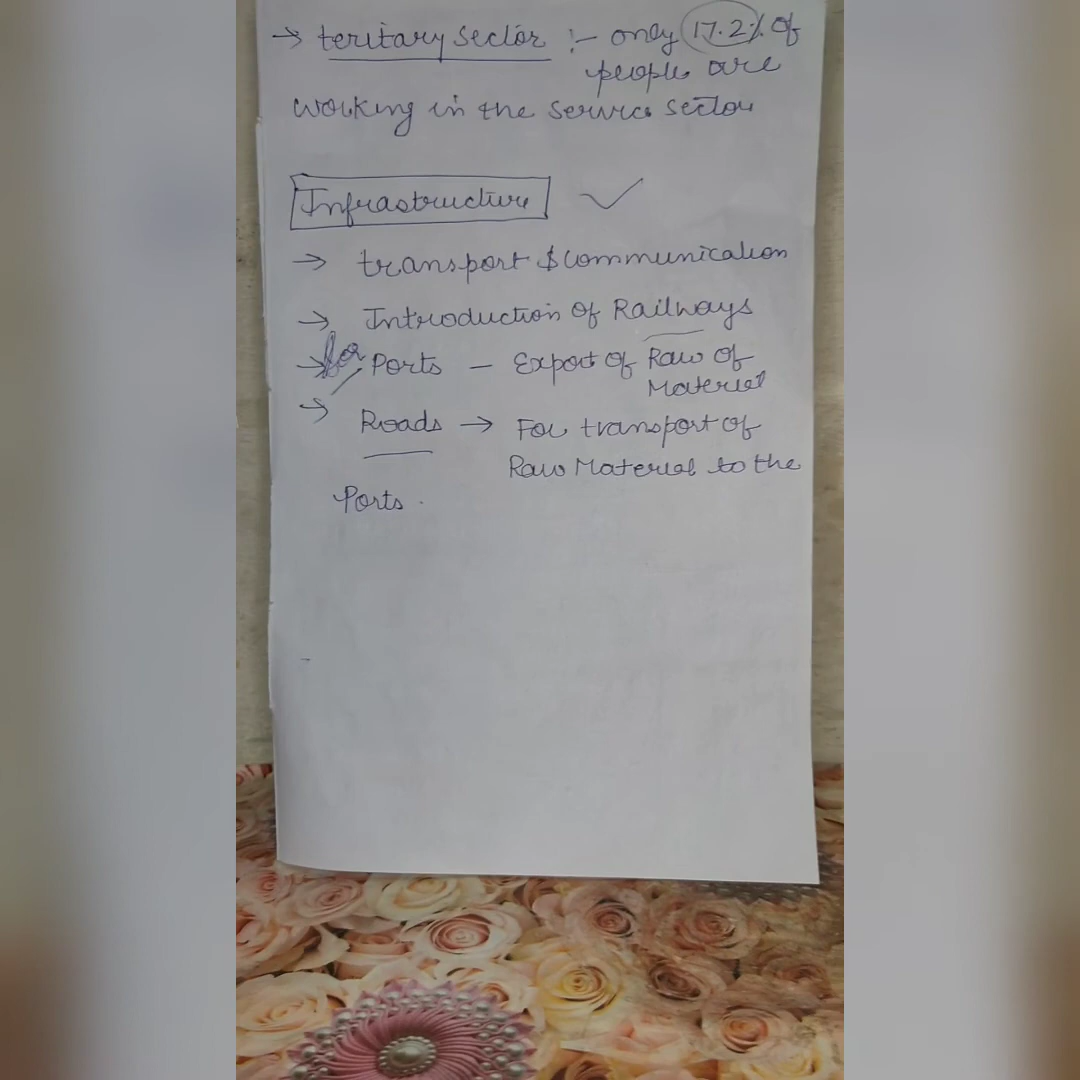 → teritary sector :- only 17.2% of
people are
working in the service sector
Infrastructure ✓
→ transport & communication
→ Introduction of Railways
→ for Ports - Export of Raw of
Material
→ Roads → For transport of
Raw Material to the
Ports.